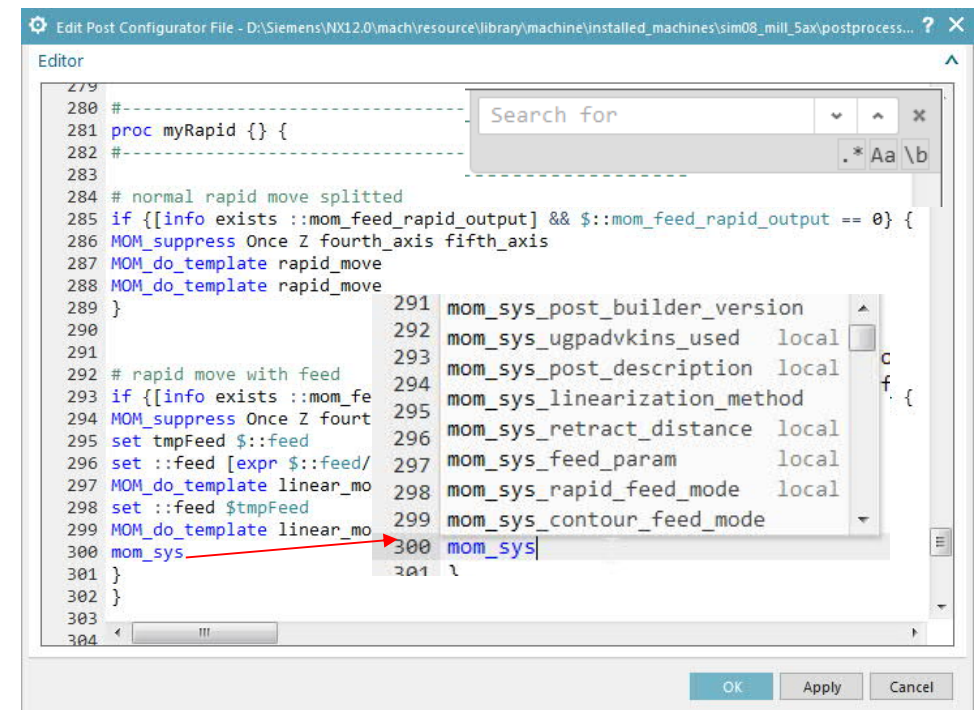 Edit Post Configurator File - D:\Siemens\NX12.0\mach\resource\library\machine\installed_machines\sim08_mill_5ax\postprocess... ? X
Editor
279
280 #---------------------------------
281 proc myRapid {} {
282 #---------------------------------
283
284 # normal rapid move splitted
285 if {[info exists ::mom_feed_rapid_output] && $::mom_feed_rapid_output == 0} {
286 MOM_suppress Once Z fourth_axis fifth_axis
287 MOM_do_template rapid_move
288 MOM_do_template rapid_move
289 }
290
291
292 # rapid move with feed
293 if {[info exists ::mom_fe
294 MOM_suppress Once Z fourt
295 set tmpFeed $::feed
296 set ::feed [expr $::feed/
297 MOM_do_template linear_mo
298 set ::feed $tmpFeed
299 MOM_do_template linear_mo
300 mom_sys
301 }
302 }
303
304
Search for
.* Aa \b
291 mom_sys_post_builder_version
292 mom_sys_ugpadvkins_used local
293 mom_sys_post_description local
294 mom_sys_linearization_method
295 mom_sys_retract_distance local
296 mom_sys_feed_param local
297 mom_sys_rapid_feed_mode local
298 mom_sys_contour_feed_mode
299
300 mom_sys
301 }
OK Apply Cancel